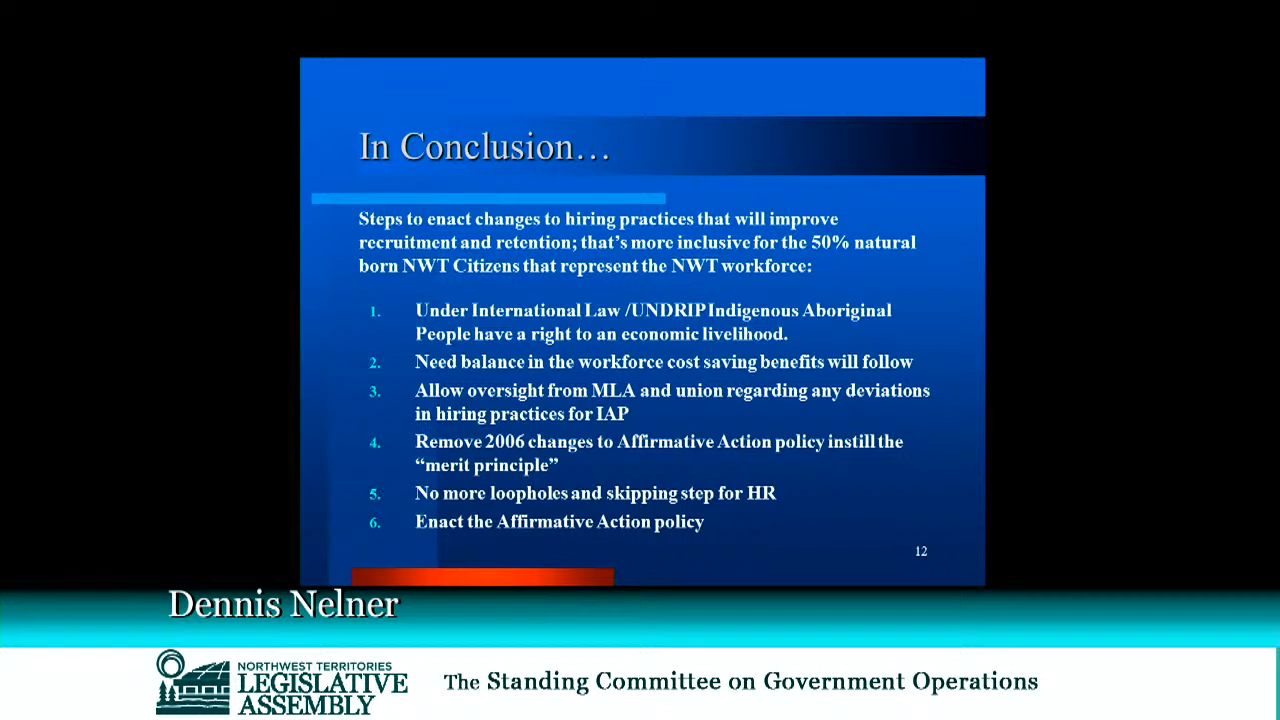 In Conclusion…
Steps to enact changes to hiring practices that will improve
recruitment and retention; that's more inclusive for the 50% natural
born NWT Citizens that represent the NWT workforce:
1. Under International Law /UNDRIP Indigenous Aboriginal
People have a right to an economic livelihood.
2. Need balance in the workforce cost saving benefits will follow
3. Allow oversight from MLA and union regarding any deviations
in hiring practices for IAP
4. Remove 2006 changes to Affirmative Action policy instill the
“merit principle”
5. No more loopholes and skipping step for HR
6. Enact the Affirmative Action policy
12
Dennis Nelner
NORTHWEST TERRITORIES
LEGISLATIVE
ASSEMBLY
The Standing Committee on Government Operations